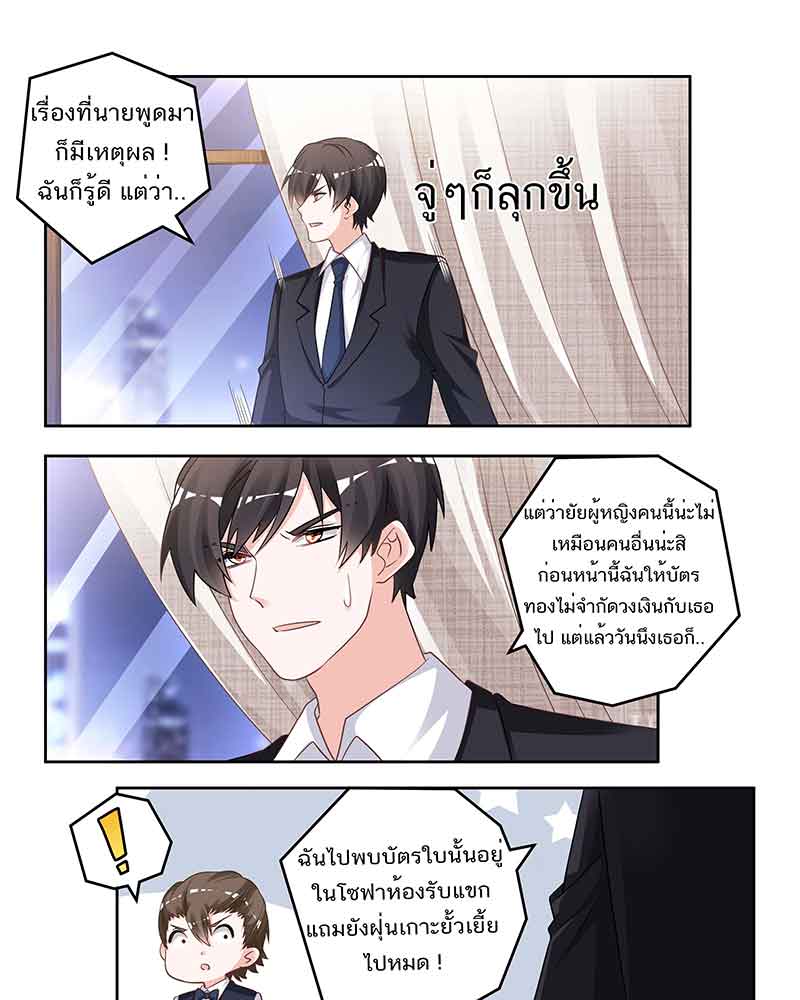 เรื่องที่นายพูดมา
ก็มีเหตุผล !
ฉันก็รู้ดี แต่ว่า..
จู่ๆก็ลุกขึ้น
แต่ว่ายัยผู้หญิงคนนี้น่ะไม่
เหมือนคนอื่นน่ะสิ
ก่อนหน้านี้ฉันให้บัตร
ทองไม่จำกัดวงเงินกับเธอ
ไป แต่แล้ววันนึงเธอก็..
!
ฉันไปพบบัตรใบนั้นอยู่
ในโซฟาห้องรับแขก
แถมยังฝุ่นเกาะยั้วเยี้ย
ไปหมด !